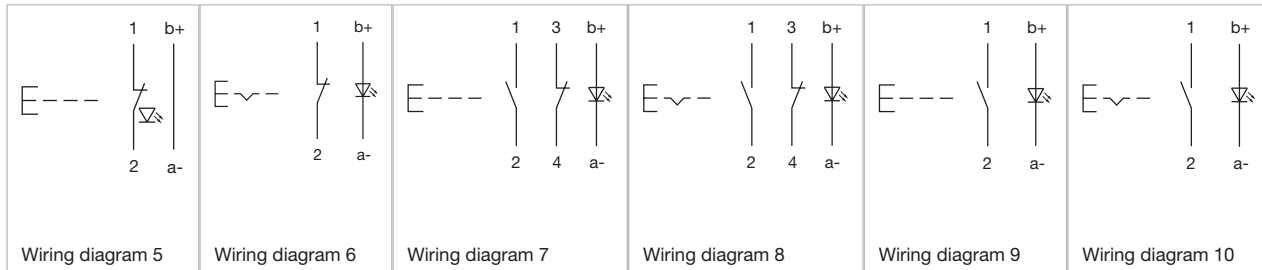 1 b+
2 a-
Wiring diagram 5
1 b+
2 a-
Wiring diagram 6
1 3 b+
2 4 a-
Wiring diagram 7
1 3 b+
2 4 a-
Wiring diagram 8
1 b+
2 a-
Wiring diagram 9
1 b+
2 a-
Wiring diagram 10